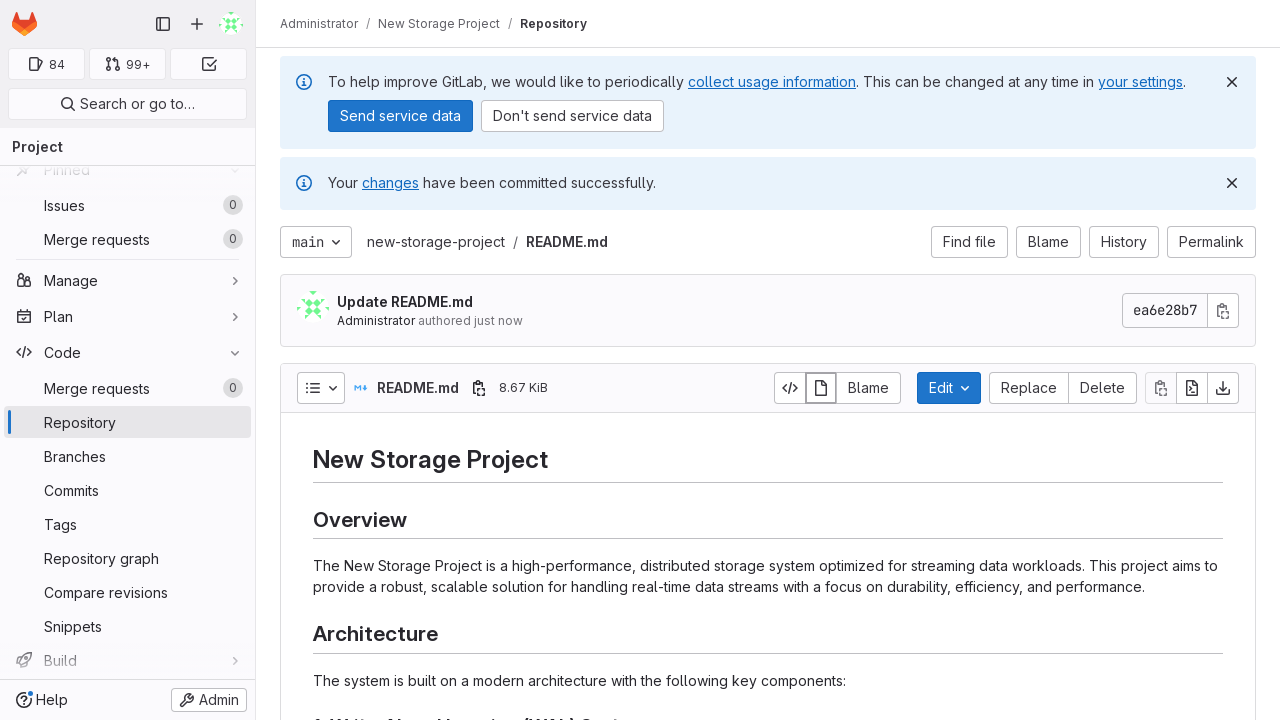 Administrator / New Storage Project / Repository
84
99+
Search or go to…
Project
Pinned
Issues 0
Merge requests 0
Manage
Plan
Code
Merge requests 0
Repository
Branches
Commits
Tags
Repository graph
Compare revisions
Snippets
Build
Help
Admin
To help improve GitLab, we would like to periodically collect usage information. This can be changed at any time in your settings.
Send service data
Don't send service data
Your changes have been committed successfully.
main
new-storage-project / README.md
Find file
Blame
History
Permalink
Update README.md
Administrator authored just now
ea6e28b7
README.md
8.67 KiB
Blame
Edit
Replace
Delete
New Storage Project
Overview
The New Storage Project is a high-performance, distributed storage system optimized for streaming data workloads. This project aims to
provide a robust, scalable solution for handling real-time data streams with a focus on durability, efficiency, and performance.
Architecture
The system is built on a modern architecture with the following key components: